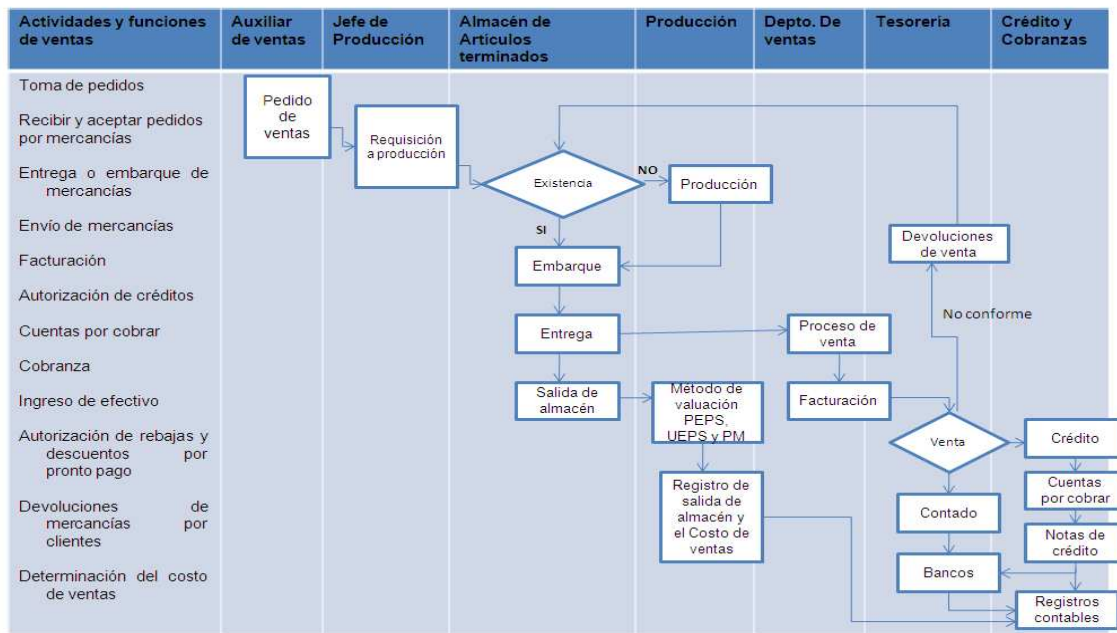 Actividades y funciones
de ventas
Auxiliar
de ventas
Jefe de
Producción
Almacén de
Artículos
terminados
Producción
Depto. De
ventas
Tesoreria
Crédito y
Cobranzas
Toma de pedidos
Recibir y aceptar pedidos
por mercancías
Entrega o embarque de
mercancías
Envío de mercancías
Facturación
Autorización de créditos
Cuentas por cobrar
Cobranza
Ingreso de efectivo
Autorización de rebajas y
descuentos por
pronto pago
Devoluciones de
mercancías por
clientes
Determinación del costo
de ventas
Pedido
de
ventas
Requisición
a producción
Existencia
NO
Producción
SI
Embarque
Entrega
Salida de
almacén
Método de
valuación
PEPS,
UEPS y PM
Registro de
salida de
almacén y
el Costo de
ventas
Proceso de
venta
Facturación
Devoluciones
de venta
No conforme
Venta
Contado
Bancos
Crédito
Cuentas
por cobrar
Notas de
crédito
Registros
contables